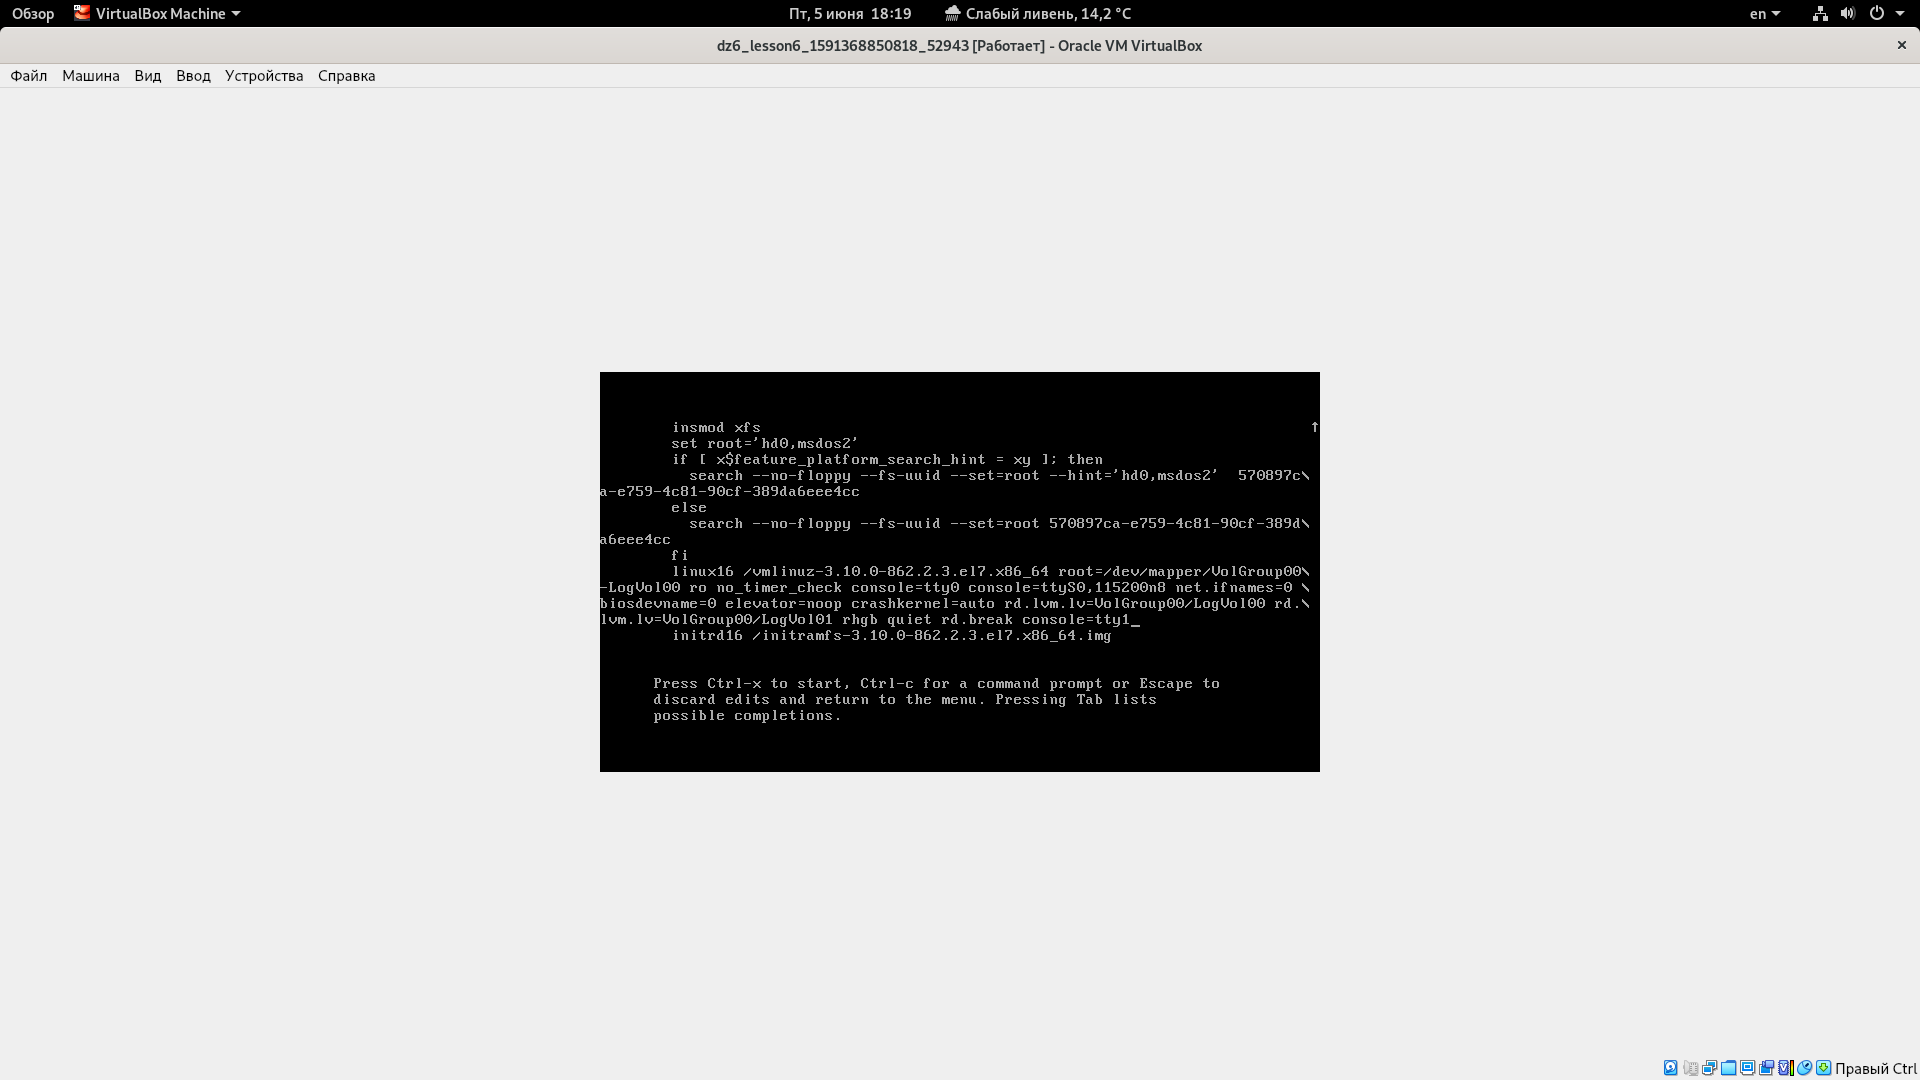 Обзор VirtualBox Machine Пт, 5 июня 18:19 Слабый ливень, 14,2 °C en
dz6_lesson6_1591368850818_52943 [Работает] - Oracle VM VirtualBox
Файл Машина Вид Ввод Устройства Справка
insmod xfs ↑
set root='hd0,msdos2'
if [ x$feature_platform_search_hint = xy ]; then
search --no-floppy --fs-uuid --set=root --hint='hd0,msdos2'  570897c\
a-e759-4c81-90cf-389da6eee4cc
else
search --no-floppy --fs-uuid --set=root 570897ca-e759-4c81-90cf-389d\
a6eee4cc
fi
linux16 /vmlinuz-3.10.0-862.2.3.el7.x86_64 root=/dev/mapper/VolGroup00\
-LogVol00 ro no_timer_check console=tty0 console=ttyS0,115200n8 net.ifnames=0 \
biosdevname=0 elevator=noop crashkernel=auto rd.lvm.lv=VolGroup00/LogVol00 rd.\
lvm.lv=VolGroup00/LogVol01 rhgb quiet rd.break console=tty1_
initrd16 /initramfs-3.10.0-862.2.3.el7.x86_64.img
Press Ctrl-x to start, Ctrl-c for a command prompt or Escape to
discard edits and return to the menu. Pressing Tab lists
possible completions.
Правый Ctrl